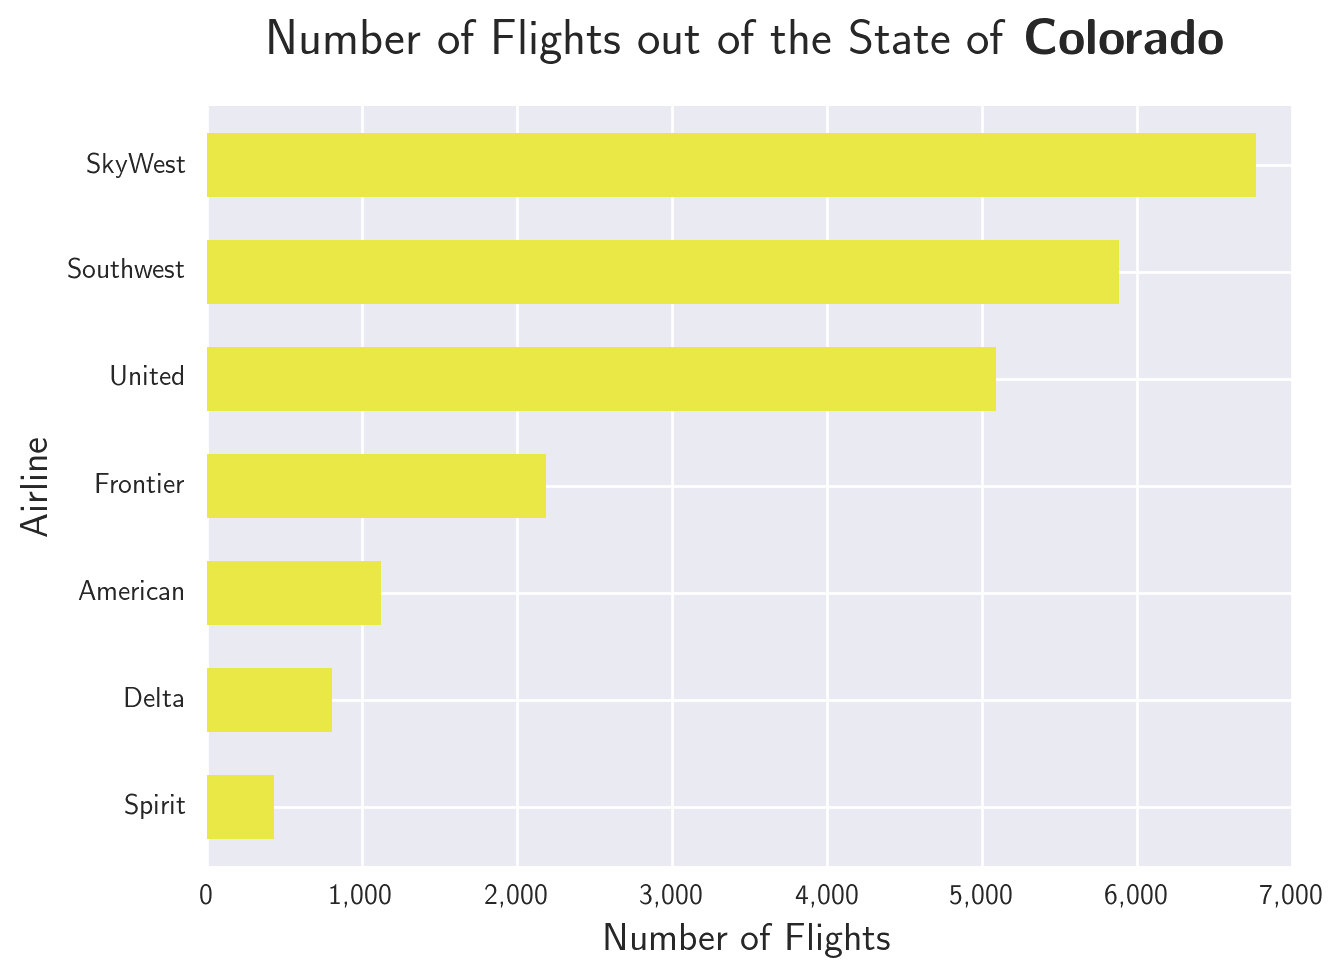 Number of Flights out of the State of Colorado
SkyWest
Southwest
United
Frontier
American
Delta
Spirit
Airline
0 1,000 2,000 3,000 4,000 5,000 6,000 7,000
Number of Flights